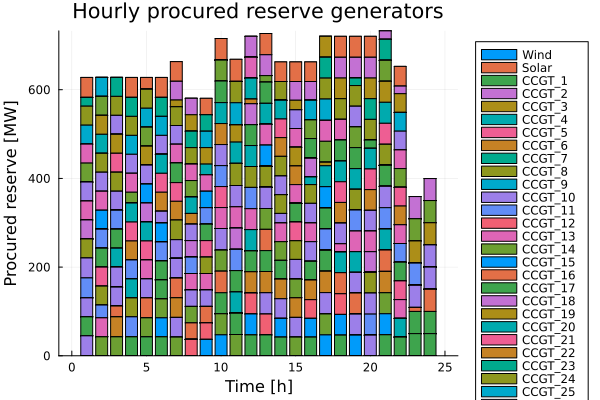 Hourly procured reserve generators
Procured reserve [MW]
600
400
200
0
0 5 10 15 20 25
Time [h]
Wind
Solar
CCGT_1
CCGT_2
CCGT_3
CCGT_4
CCGT_5
CCGT_6
CCGT_7
CCGT_8
CCGT_9
CCGT_10
CCGT_11
CCGT_12
CCGT_13
CCGT_14
CCGT_15
CCGT_16
CCGT_17
CCGT_18
CCGT_19
CCGT_20
CCGT_21
CCGT_22
CCGT_23
CCGT_24
CCGT_25